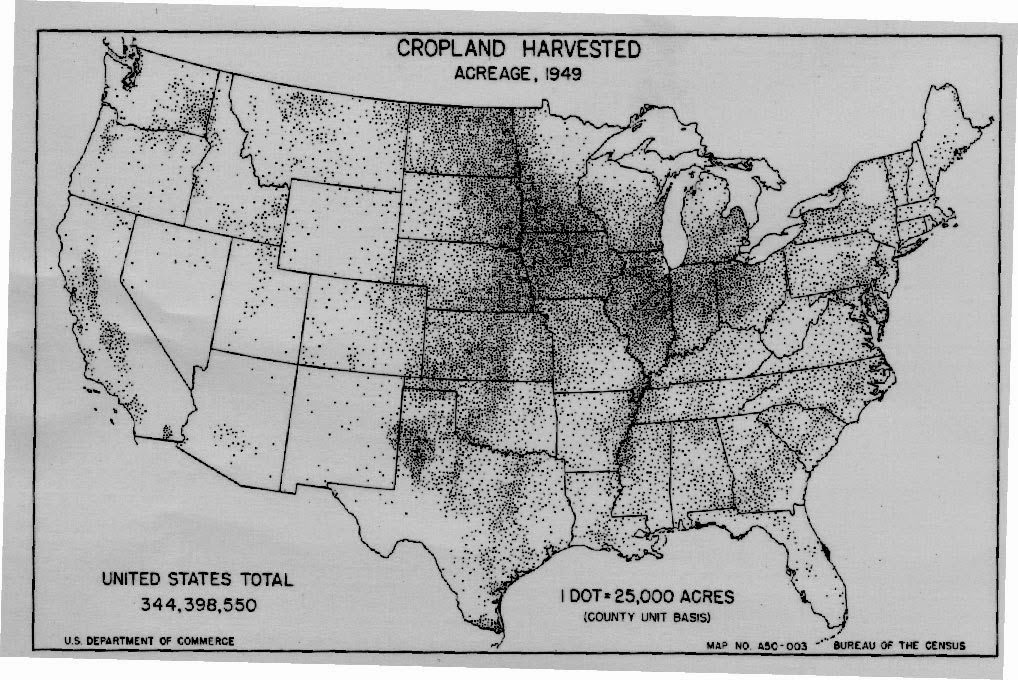 CROPLAND HARVESTED
ACREAGE, 1949
UNITED STATES TOTAL
344,398,550
1 DOT = 25,000 ACRES
(COUNTY UNIT BASIS)
U.S. DEPARTMENT OF COMMERCE
MAP NO. A5C-003 BUREAU OF THE CENSUS